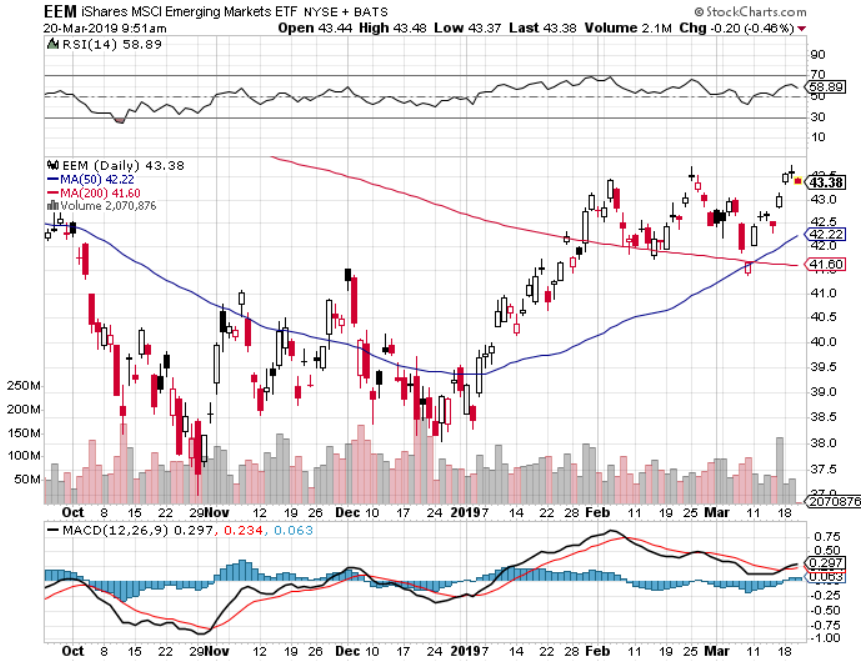 EEM iShares MSCI Emerging Markets ETF NYSE + BATS
© StockCharts.com
20-Mar-2019 9:51am
Open 43.44 High 43.48 Low 43.37 Last 43.38 Volume 2.1M Chg -0.20 (-0.46%)
RSI(14) 58.89
90
70
58.89
50
30
10
EEM (Daily) 43.38
MA(50) 42.22
MA(200) 41.60
Volume 2,070,876
43.38
43.0
42.5
42.22
42.0
41.60
41.5
41.0
40.5
40.0
39.5
39.0
38.5
38.0
37.5
37.0
250M
200M
150M
100M
50M
2070876
Oct 8 15 22 29 Nov 12 19 26 Dec 10 17 24 2019 7 14 22 28 Feb 11 19 25 Mar 11 18
MACD(12,26,9) 0.297, 0.234, 0.063
0.75
0.50
0.297
0.063
-0.25
-0.50
-0.75
-1.00
Oct 8 15 22 29 Nov 12 19 26 Dec 10 17 24 2019 7 14 22 28 Feb 11 19 25 Mar 11 18